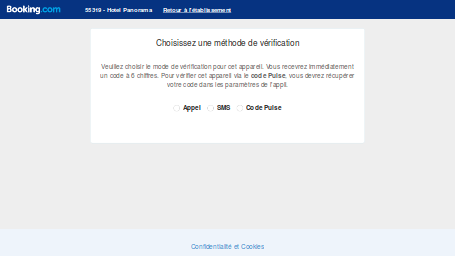 Booking.com 55319 - Hotel Panorama Retour à l'établissement
Choisissez une méthode de vérification
Veuillez choisir le mode de vérification pour cet appareil. Vous recevrez immédiatement
un code à 6 chiffres. Pour vérifier cet appareil via le code Pulse, vous devrez récupérer
votre code dans les paramètres de l'appli.
Appel SMS Code Pulse
Confidentialité et Cookies